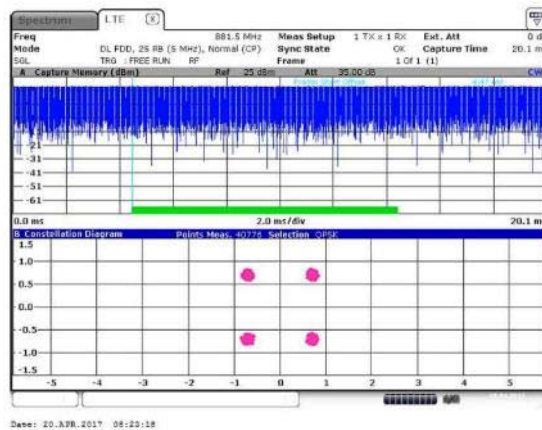 Spectrum LTE X
Freq 881.5 MHz Meas Setup 1 TX x 1 RX Ext. Att 0 d
Mode DL FDD, 25 RB (5 MHz), Normal (CP) Sync State OK Capture Time 20.1 m
SGL TRG : FREE RUN RF Frame 1 Of 1 (1)
A Capture Memory (dBm) Ref 25 dBm Att 35.00 dB CW
Frame Start Offset
-21
-31
-41
-51
-61
0.0 ms 2.0 ms/div 20.1 m
B Constellation Diagram Points Meas. 40776 Selection QPSK
1.5
1.0
0.5
0.0
-0.5
-1.0
-1.5
-5 -4 -3 -2 -1 0 1 2 3 4 5
Date: 20.APR.2017 08:23:18